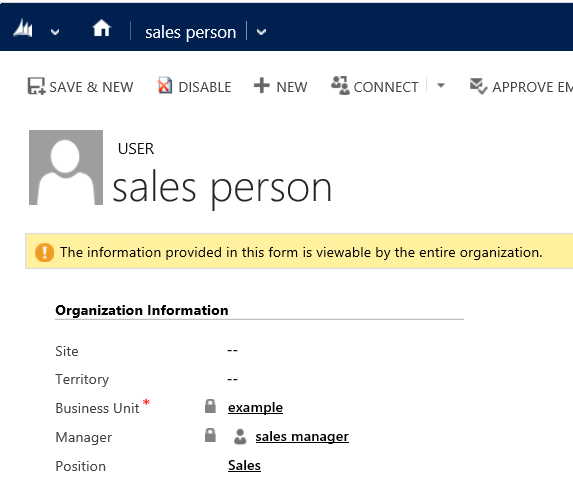 sales person
SAVE & NEW DISABLE NEW CONNECT APPROVE EM
USER
sales person
The information provided in this form is viewable by the entire organization.
Organization Information
Site --
Territory --
Business Unit * example
Manager sales manager
Position Sales